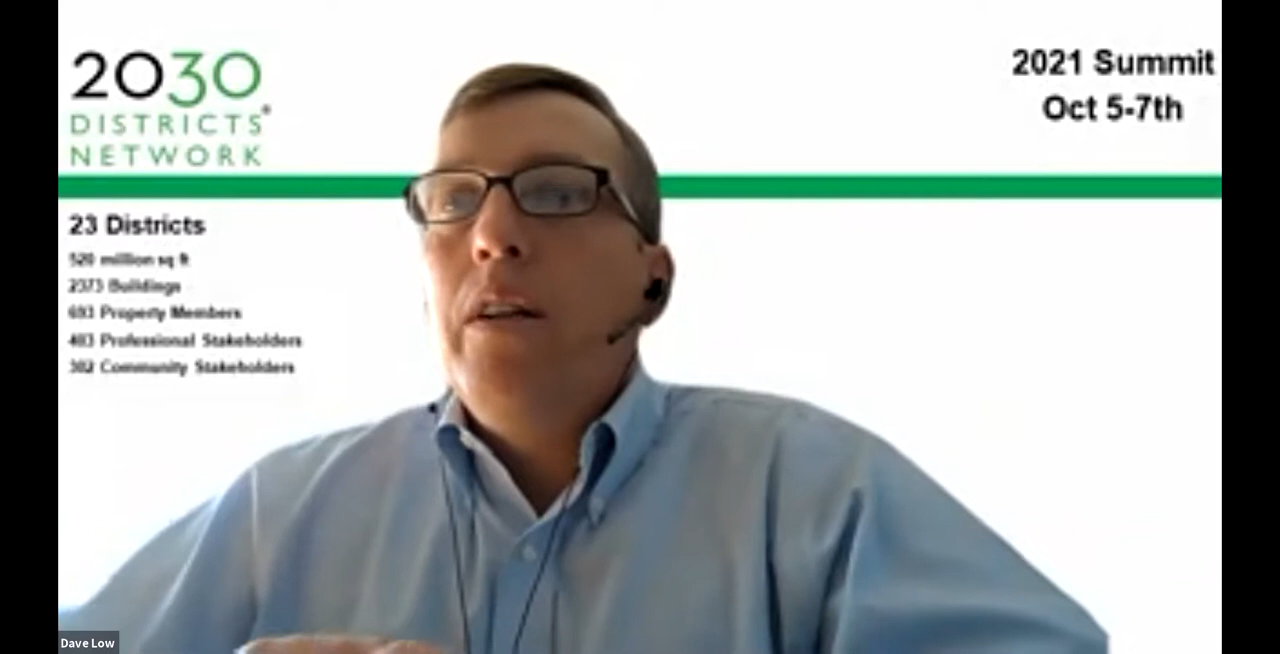 2030
DISTRICTS®
NETWORK
2021 Summit
Oct 5-7th
23 Districts
520 million sq ft
2373 Buildings
693 Property Members
403 Professional Stakeholders
302 Community Stakeholders
Dave Low